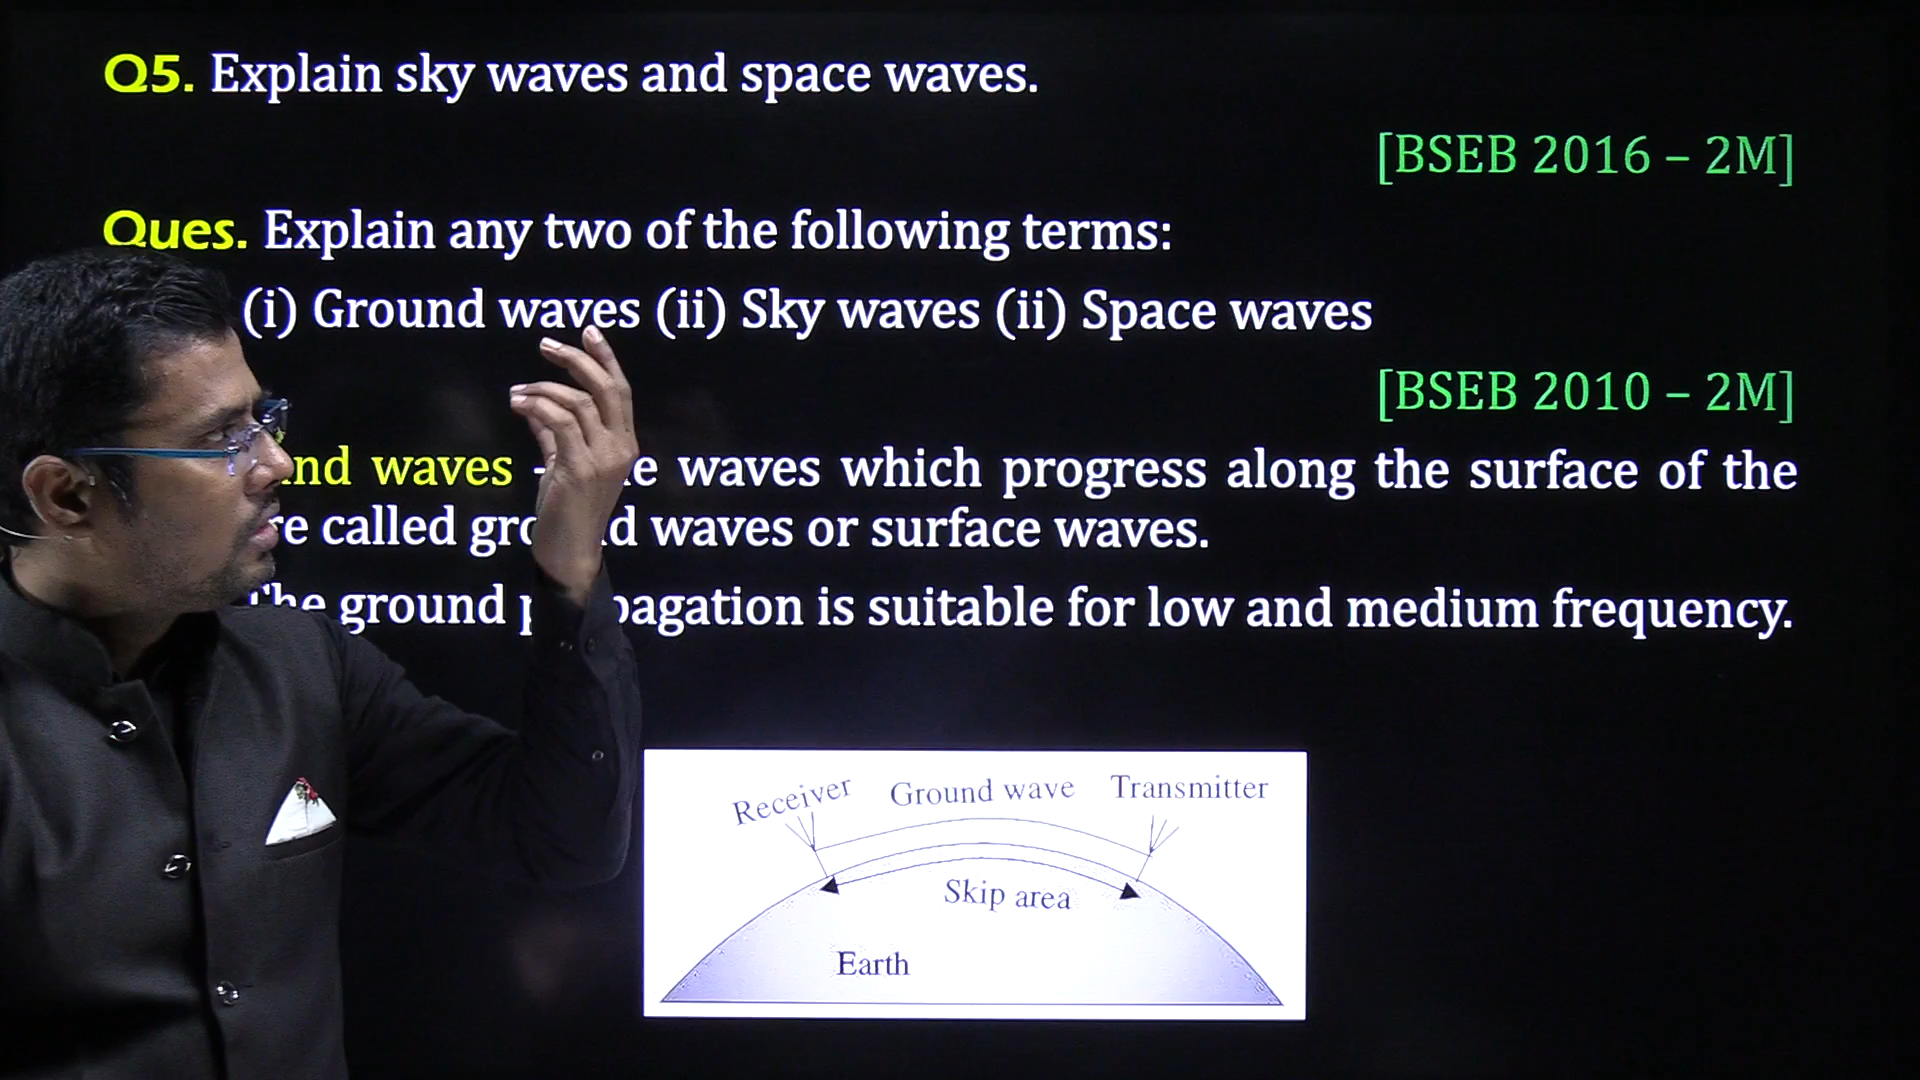 Q5. Explain sky waves and space waves.
[BSEB 2016 – 2M]
Ques. Explain any two of the following terms:
(i) Ground waves (ii) Sky waves (ii) Space waves
[BSEB 2010 – 2M]
waves - waves which progress along the surface of the
called waves or surface waves.
ground is suitable for low and medium frequency.
Receiver Ground wave Transmitter
Skip area
Earth